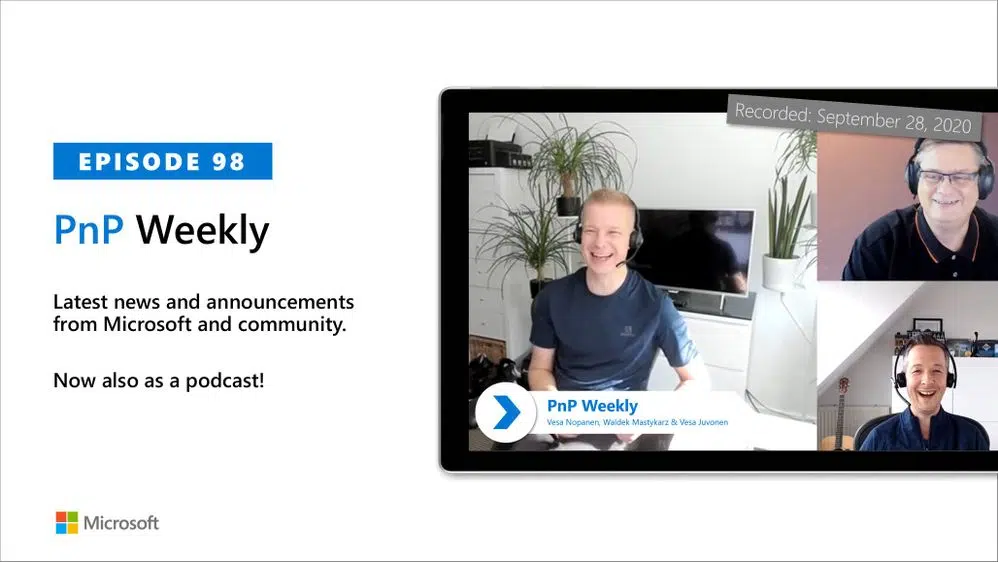 EPISODE 98
PnP Weekly
Latest news and announcements
from Microsoft and community.
Now also as a podcast!
Microsoft
Recorded: September 28, 2020
PnP Weekly
Vesa Nopanen, Waldek Mastykarz & Vesa Juvonen